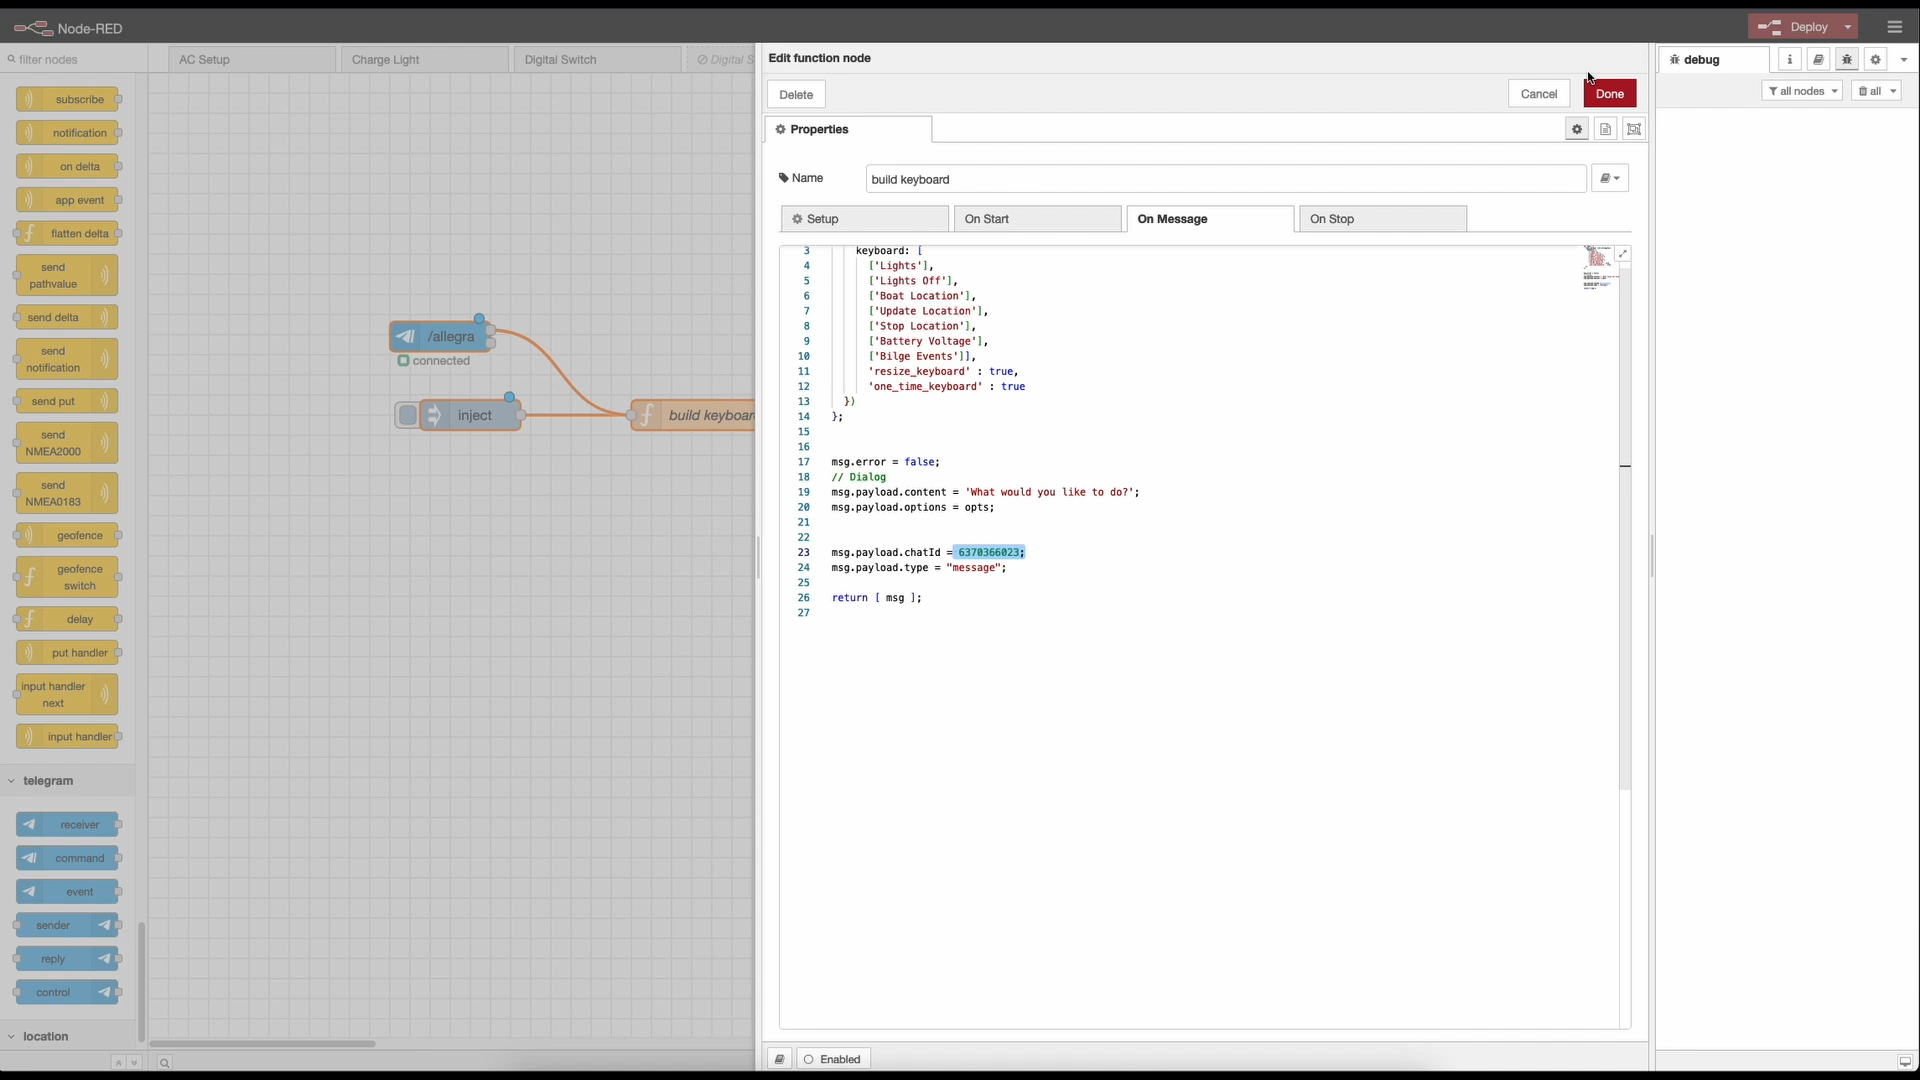 Node-RED
Deploy
filter nodes
AC Setup
Charge Light
Digital Switch
Digital S
subscribe
notification
on delta
app event
flatten delta
send
pathvalue
send delta
send
notification
send put
send
NMEA2000
send
NMEA0183
geofence
geofence
switch
delay
put handler
input handler
next
input handler
telegram
receiver
command
event
sender
reply
control
location
/allegra
connected
inject
build keyboar
Edit function node
Delete
Cancel
Done
Properties
Name
build keyboard
Setup
On Start
On Message
On Stop
3 keyboard: [
4 ['Lights'],
5 ['Lights Off'],
6 ['Boat Location'],
7 ['Update Location'],
8 ['Stop Location'],
9 ['Battery Voltage'],
10 ['Bilge Events']],
11 'resize_keyboard' : true,
12 'one_time_keyboard' : true
13 })
14 };
15
16
17 msg.error = false;
18 // Dialog
19 msg.payload.content = 'What would you like to do?';
20 msg.payload.options = opts;
21
22
23 msg.payload.chatId = 6370366023;
24 msg.payload.type = "message";
25
26 return [ msg ];
27
Enabled
debug
i
all nodes
all